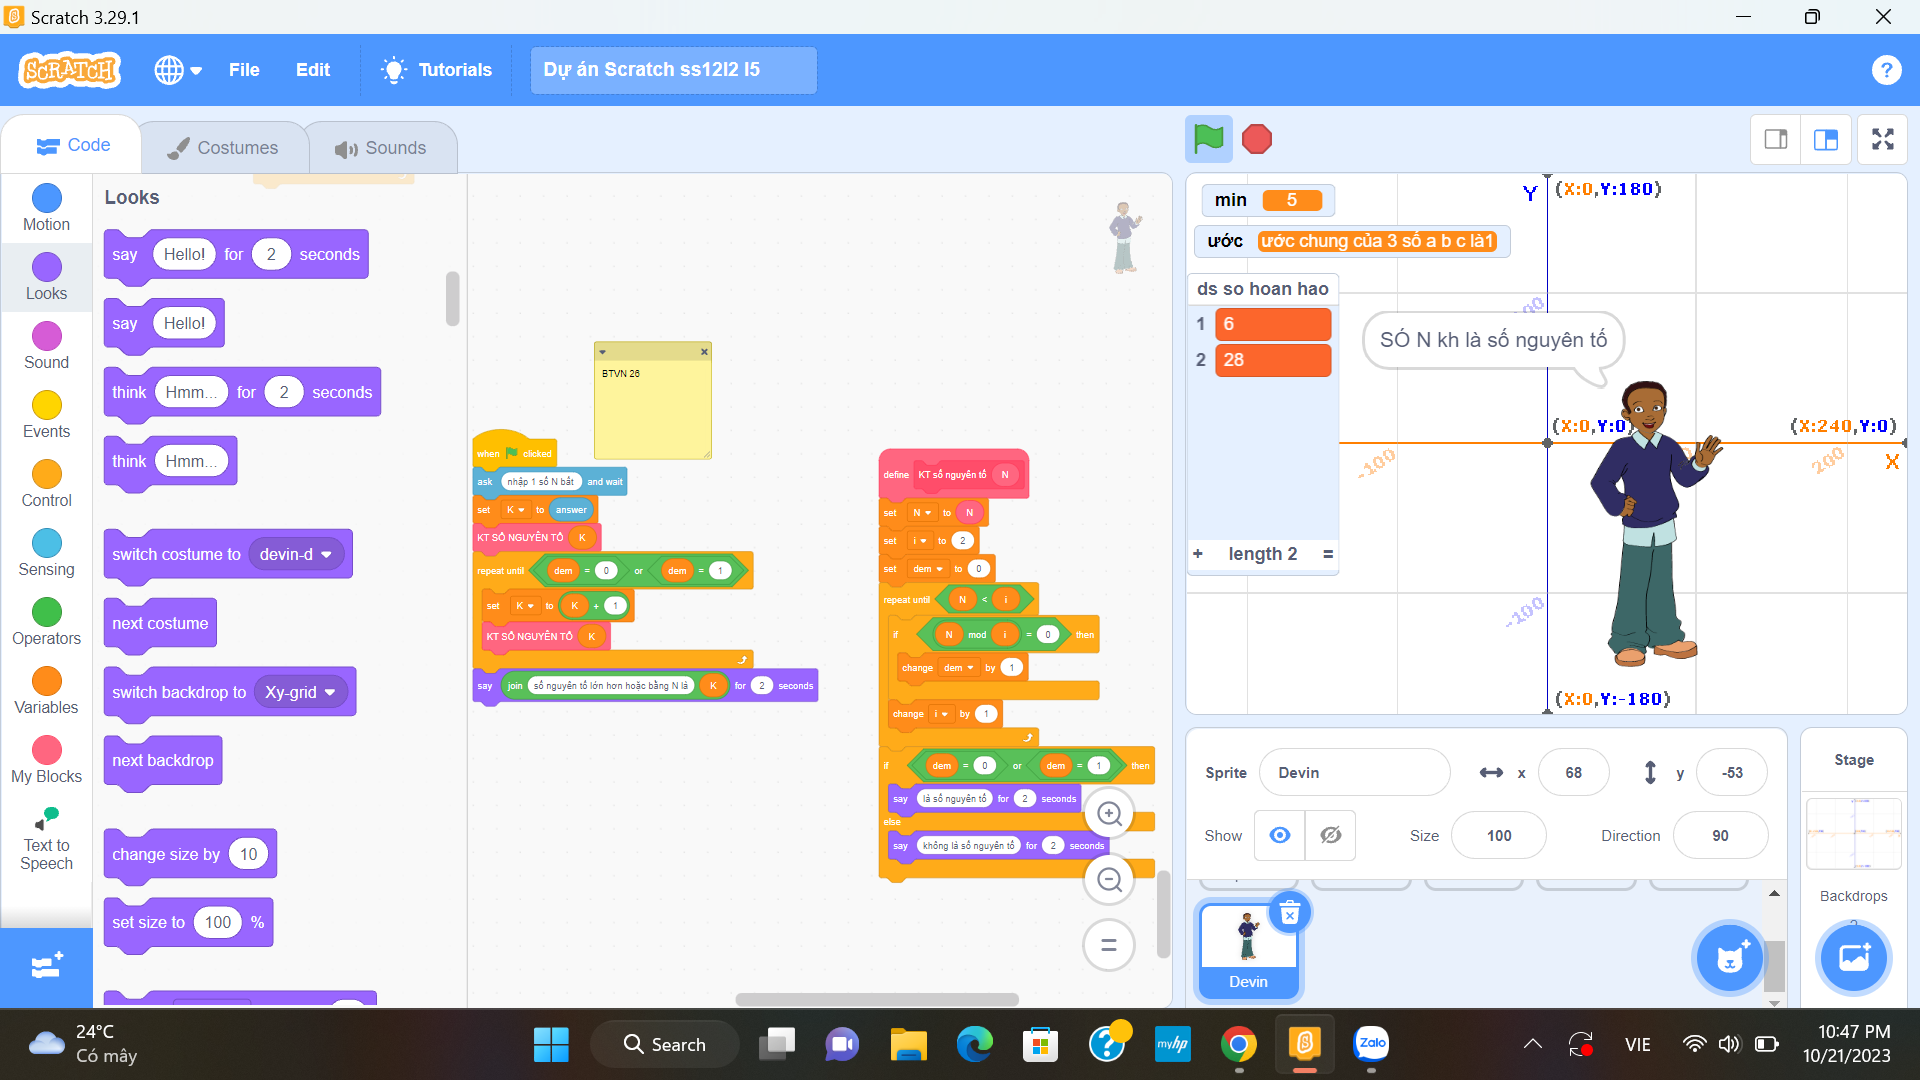 Scratch 3.29.1
SCRATCH
File
Edit
Tutorials
Dự án Scratch ss12l2 l5
?
Code
Costumes
Sounds
Motion
Looks
Sound
Events
Control
Sensing
Operators
Variables
My Blocks
Text to
Speech
Looks
say Hello! for 2 seconds
say Hello!
think Hmm... for 2 seconds
think Hmm...
switch costume to devin-d
next costume
switch backdrop to Xy-grid
next backdrop
change size by 10
set size to 100 %
BTVN 26
when clicked
ask nhập 1 số N bất and wait
set K to answer
KT SỐ NGUYÊN TỐ K
repeat until dem = 0 or dem = 1
set K to K + 1
KT SỐ NGUYÊN TỐ K
say join số nguyên tố lớn hơn hoặc bằng N là K for 2 seconds
define KT số nguyên tố N
set N to N
set i to 2
set dem to 0
repeat until N < i
if N mod i = 0 then
change dem by 1
change i by 1
if dem = 0 or dem = 1 then
say là số nguyên tố for 2 seconds
else
say không là số nguyên tố for 2 seconds
min 5
ước ước chung của 3 số a b c là1
ds so hoan hao
1 6
2 28
+ length 2 =
SÓ N kh là số nguyên tố
Y (X:0,Y:180)
(X:0,Y:0)
(X:240,Y:0)
-100
200
X
-100
(X:0,Y:-180)
Sprite Devin x 68 y -53
Show Size 100 Direction 90
Devin
Stage
Backdrops
24°C
Có mây
Search
myhp
Zalo
VIE
10:47 PM
10/21/2023